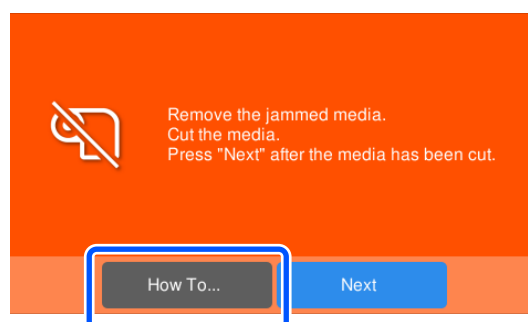 Remove the jammed media.
Cut the media.
Press "Next" after the media has been cut.
How To...
Next